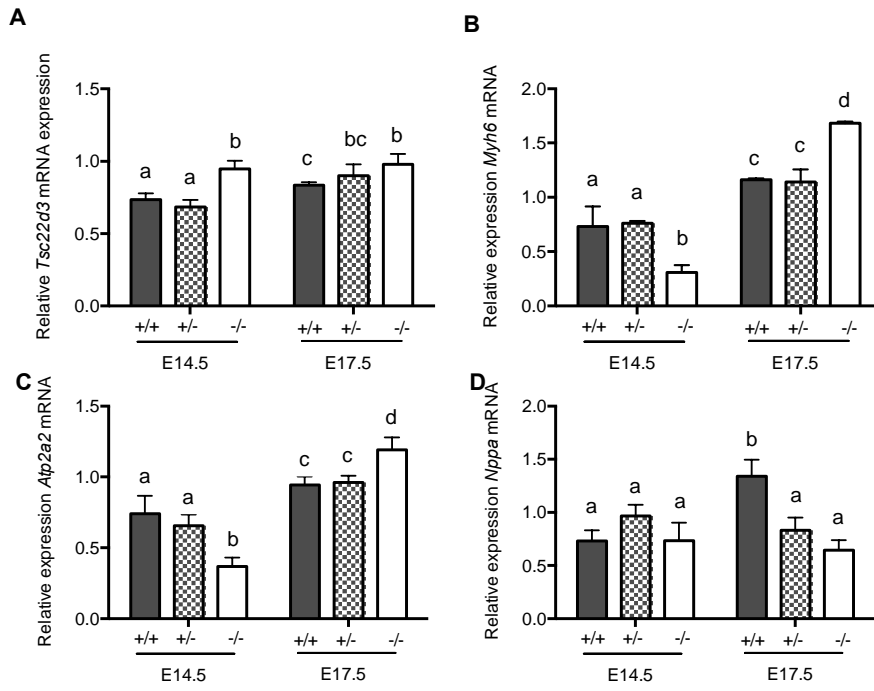 A
Relative Tsc22d3 mRNA expression
1.5
1.0
0.5
0.0
a a b c bc b
+/+ +/- -/- +/+ +/- -/-
E14.5 E17.5
B
Relative expression Myh6 mRNA
2.0
1.5
1.0
0.5
0.0
a a b c c d
+/+ +/- -/- +/+ +/- -/-
E14.5 E17.5
C
Relative expression Atp2a2 mRNA
1.5
1.0
0.5
0.0
a a b c c d
+/+ +/- -/- +/+ +/- -/-
E14.5 E17.5
D
Relative expression Nppa mRNA
2.0
1.5
1.0
0.5
0.0
a a a b a a
+/+ +/- -/- +/+ +/- -/-
E14.5 E17.5